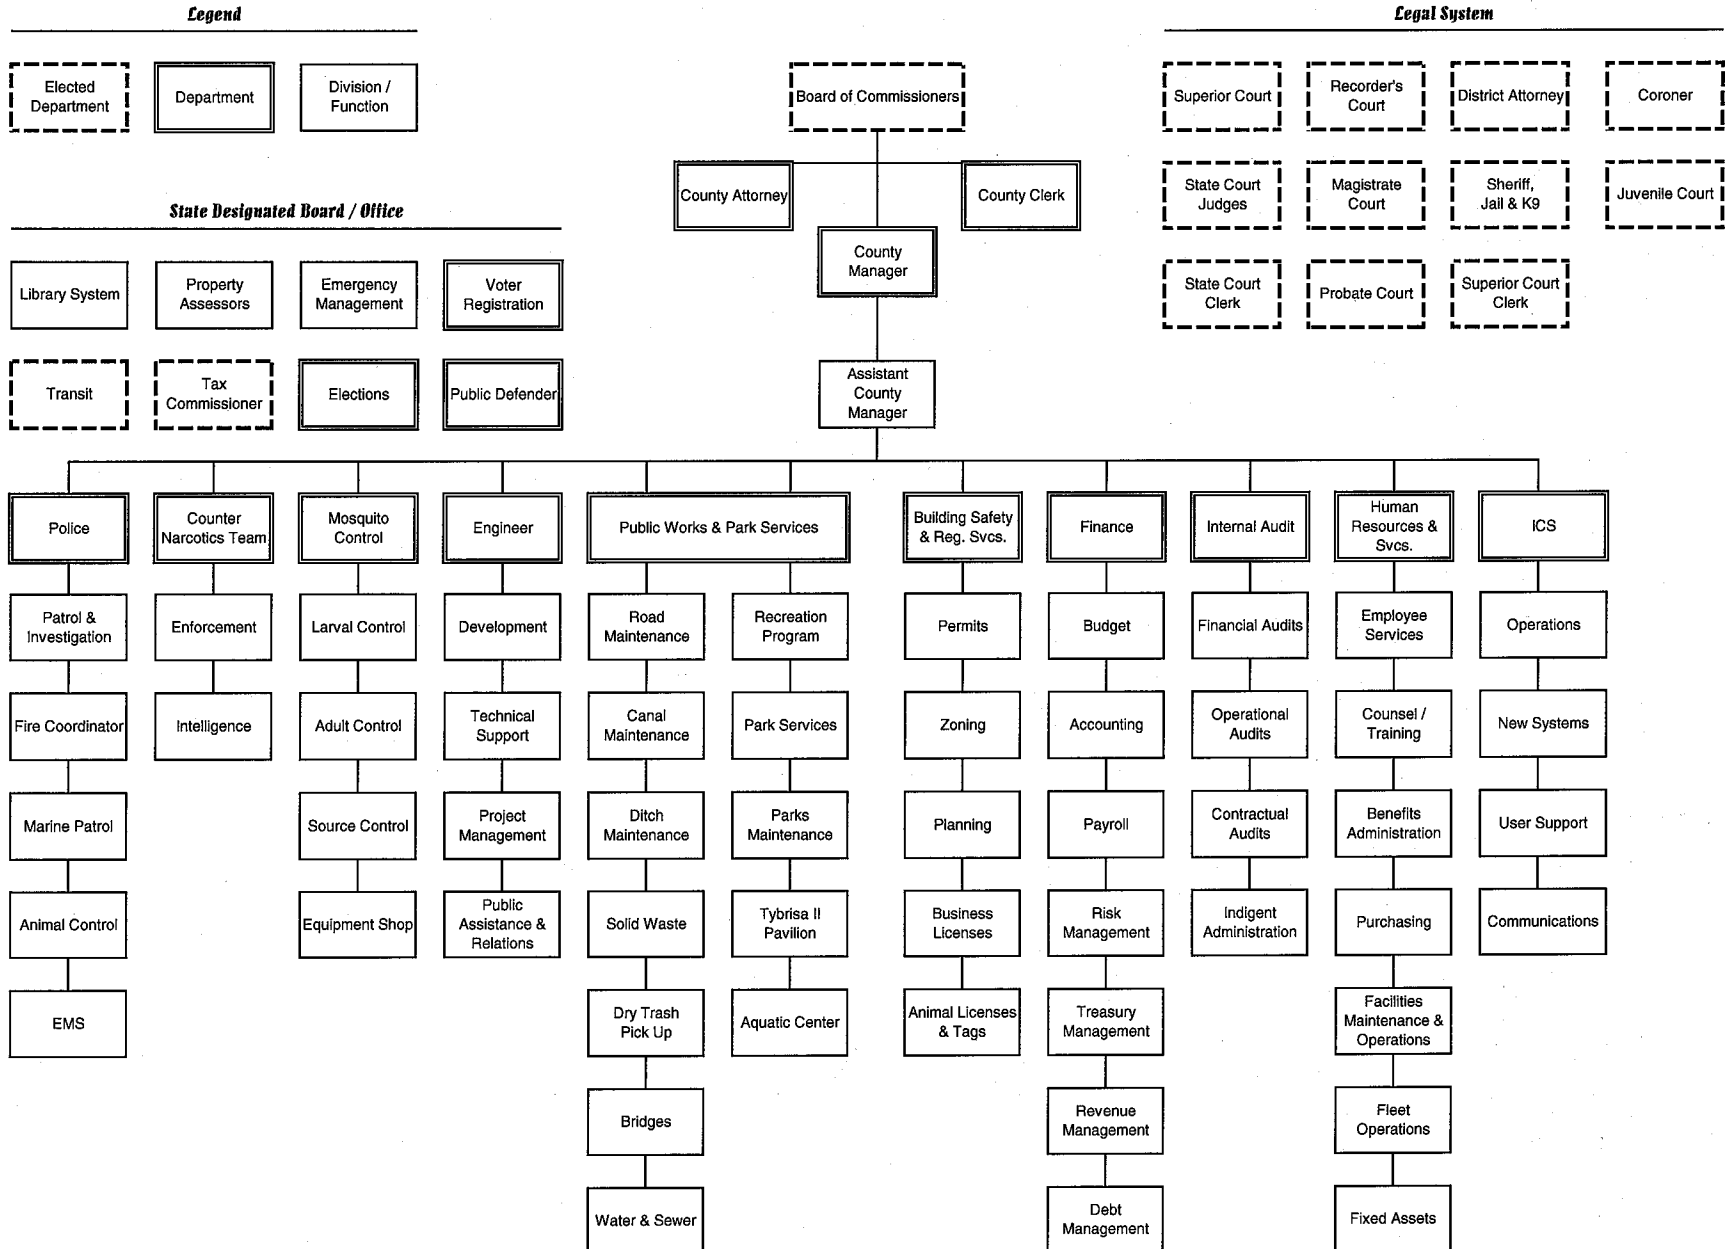 Legend
Elected
Department
Department
Division /
Function
State Designated Board / Office
Library System
Property
Assessors
Emergency
Management
Voter
Registration
Transit
Tax
Commissioner
Elections
Public Defender
Board of Commissioners
County Attorney
County Clerk
County
Manager
Assistant
County
Manager
Legal System
Superior Court
Recorder's
Court
District Attorney
Coroner
State Court
Judges
Magistrate
Court
Sheriff,
Jail & K9
Juvenile Court
State Court
Clerk
Probate Court
Superior Court
Clerk
Police
Patrol &
Investigation
Fire Coordinator
Marine Patrol
Animal Control
EMS
Counter
Narcotics Team
Enforcement
Intelligence
Mosquito
Control
Larval Control
Adult Control
Source Control
Equipment Shop
Engineer
Development
Technical
Support
Project
Management
Public
Assistance &
Relations
Public Works & Park Services
Road
Maintenance
Canal
Maintenance
Ditch
Maintenance
Solid Waste
Dry Trash
Pick Up
Bridges
Water & Sewer
Recreation
Program
Park Services
Parks
Maintenance
Tybrisa II
Pavilion
Aquatic Center
Building Safety
& Reg. Svcs.
Permits
Zoning
Planning
Business
Licenses
Animal Licenses
& Tags
Finance
Budget
Accounting
Payroll
Risk
Management
Treasury
Management
Revenue
Management
Debt
Management
Internal Audit
Financial Audits
Operational
Audits
Contractual
Audits
Indigent
Administration
Human
Resources &
Svcs.
Employee
Services
Counsel /
Training
Benefits
Administration
Purchasing
Facilities
Maintenance &
Operations
Fleet
Operations
Fixed Assets
ICS
Operations
New Systems
User Support
Communications